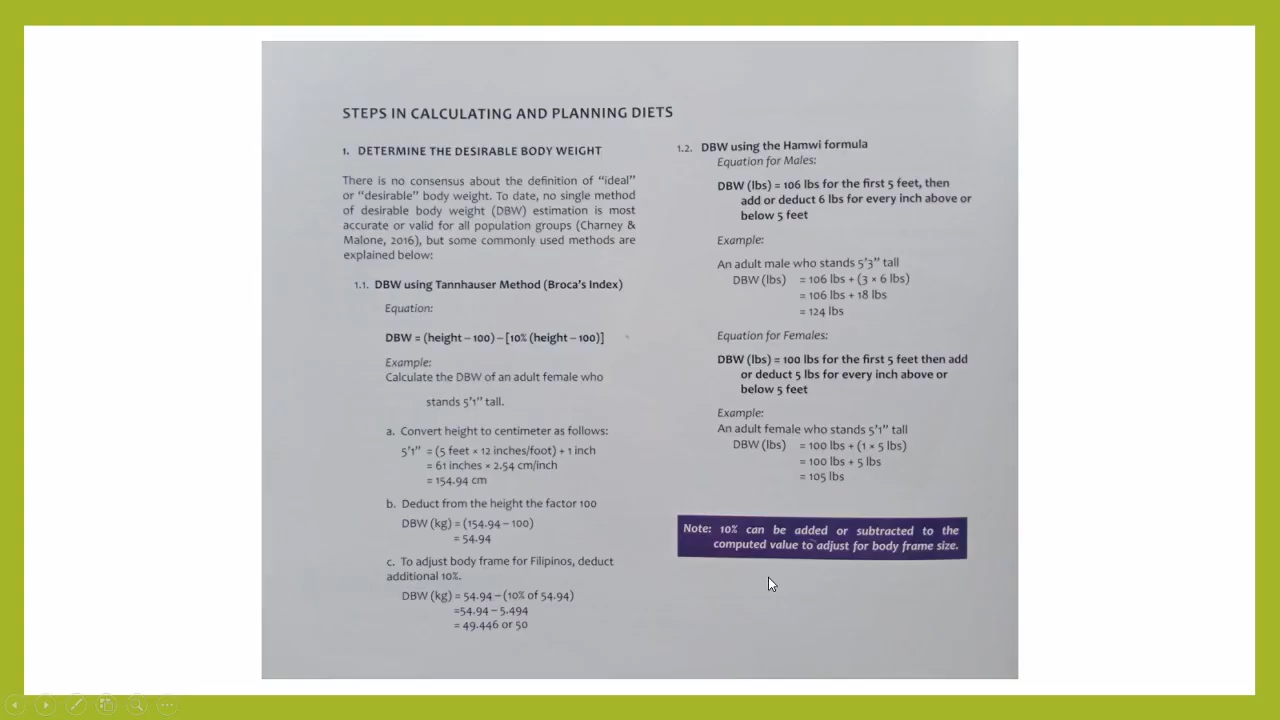 STEPS IN CALCULATING AND PLANNING DIETS
1. DETERMINE THE DESIRABLE BODY WEIGHT
There is no consensus about the definition of “ideal”
or “desirable” body weight. To date, no single method
of desirable body weight (DBW) estimation is most
accurate or valid for all population groups (Charney &
Malone, 2016), but some commonly used methods are
explained below:
1.1. DBW using Tannhauser Method (Broca’s Index)
Equation:
DBW = (height – 100) – [10% (height – 100)]
Example:
Calculate the DBW of an adult female who
stands 5’1” tall.
a. Convert height to centimeter as follows:
5’1” = (5 feet × 12 inches/foot) + 1 inch
= 61 inches × 2.54 cm/inch
= 154.94 cm
b. Deduct from the height the factor 100
DBW (kg) = (154.94 – 100)
= 54.94
c. To adjust body frame for Filipinos, deduct
additional 10%.
DBW (kg) = 54.94 – (10% of 54.94)
=54.94 – 5.494
= 49.446 or 50
1.2. DBW using the Hamwi formula
Equation for Males:
DBW (lbs) = 106 lbs for the first 5 feet, then
add or deduct 6 lbs for every inch above or
below 5 feet
Example:
An adult male who stands 5’3” tall
DBW (lbs) = 106 lbs + (3 × 6 lbs)
= 106 lbs + 18 lbs
= 124 lbs
Equation for Females:
DBW (lbs) = 100 lbs for the first 5 feet then add
or deduct 5 lbs for every inch above or
below 5 feet
Example:
An adult female who stands 5’1” tall
DBW (lbs) = 100 lbs + (1 × 5 lbs)
= 100 lbs + 5 lbs
= 105 lbs
Note: 10% can be added or subtracted to the
computed value to adjust for body frame size.